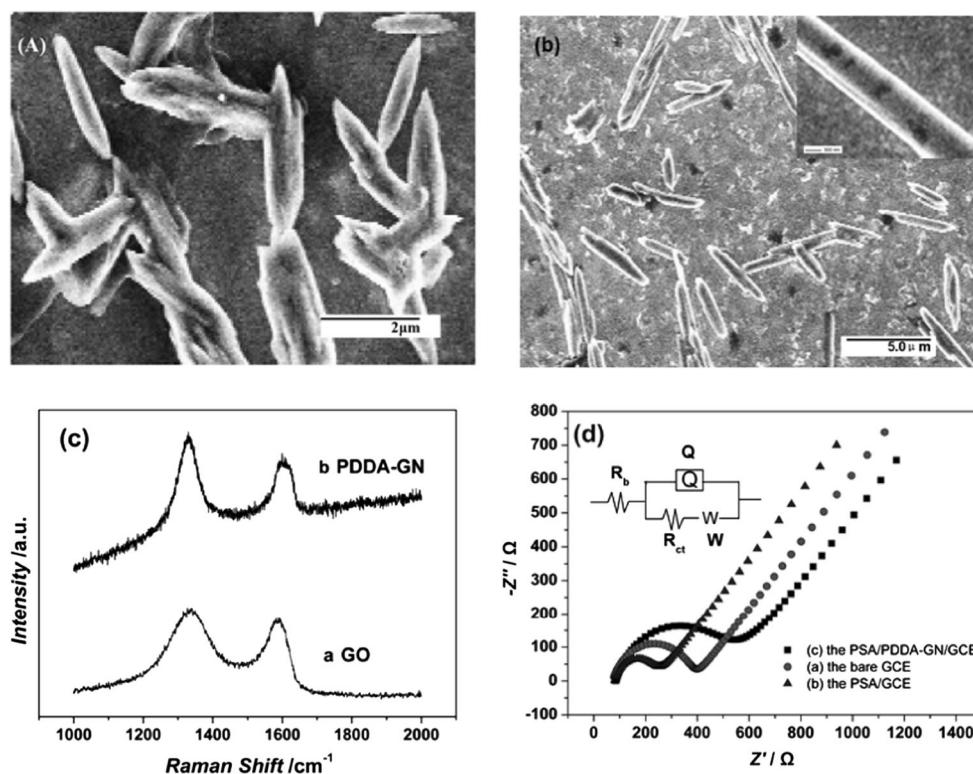 (A)
2μm
(b)
5.0μm
(c)
b PDDA-GN
a GO
Intensity /a.u.
1000 1200 1400 1600 1800 2000
Raman Shift /cm⁻¹
(d)
800
700
600
500
400
300
200
100
0
-100
-Z'' / Ω
Q
Q
R_b
R_ct W
W
(c) the PSA/PDDA-GN/GCE
(a) the bare GCE
(b) the PSA/GCE
0 200 400 600 800 1000 1200 1400
Z' / Ω